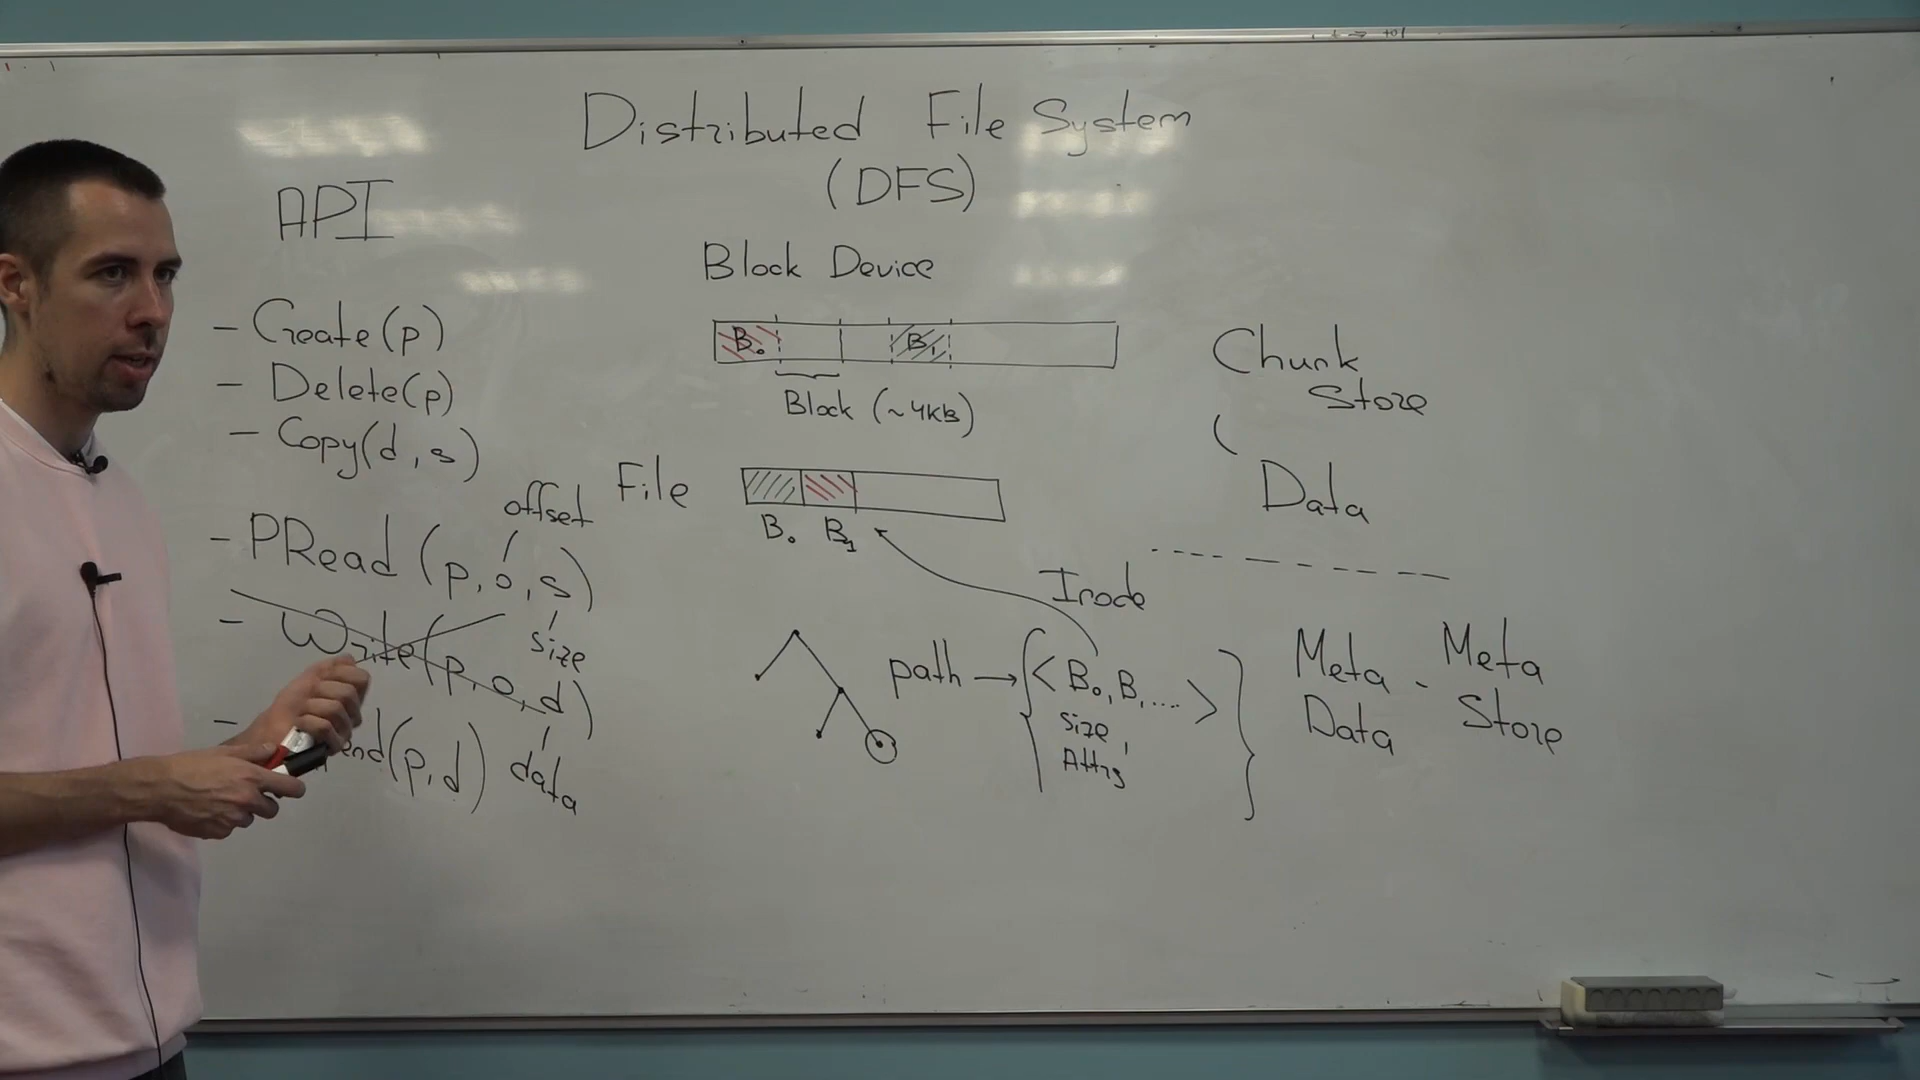 Distributed File System
(DFS)
API
- Create(p)
- Delete(p)
- Copy(d, s)
offset
- PRead (p, o, s)
size
- Write(p, o, d)
(p, d)
data
Block Device
B₀ B₁
Block (~4KB)
File
B₀ B₁
Inode
path → { < B₀, B₁, .... > }
size,
Attrs
Chunk
Store
Data
Meta
Data
- Meta
Store